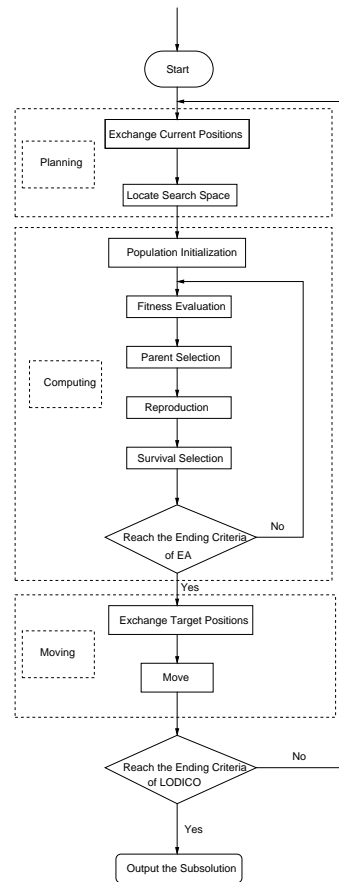 Start
Exchange Current Positions
Planning
Locate Search Space
Population Initialization
Fitness Evaluation
Parent Selection
Computing
Reproduction
Survival Selection
Reach the Ending Criteria
of EA
No
Yes
Exchange Target Positions
Moving
Move
Reach the Ending Criteria
of LODICO
No
Yes
Output the Subsolution